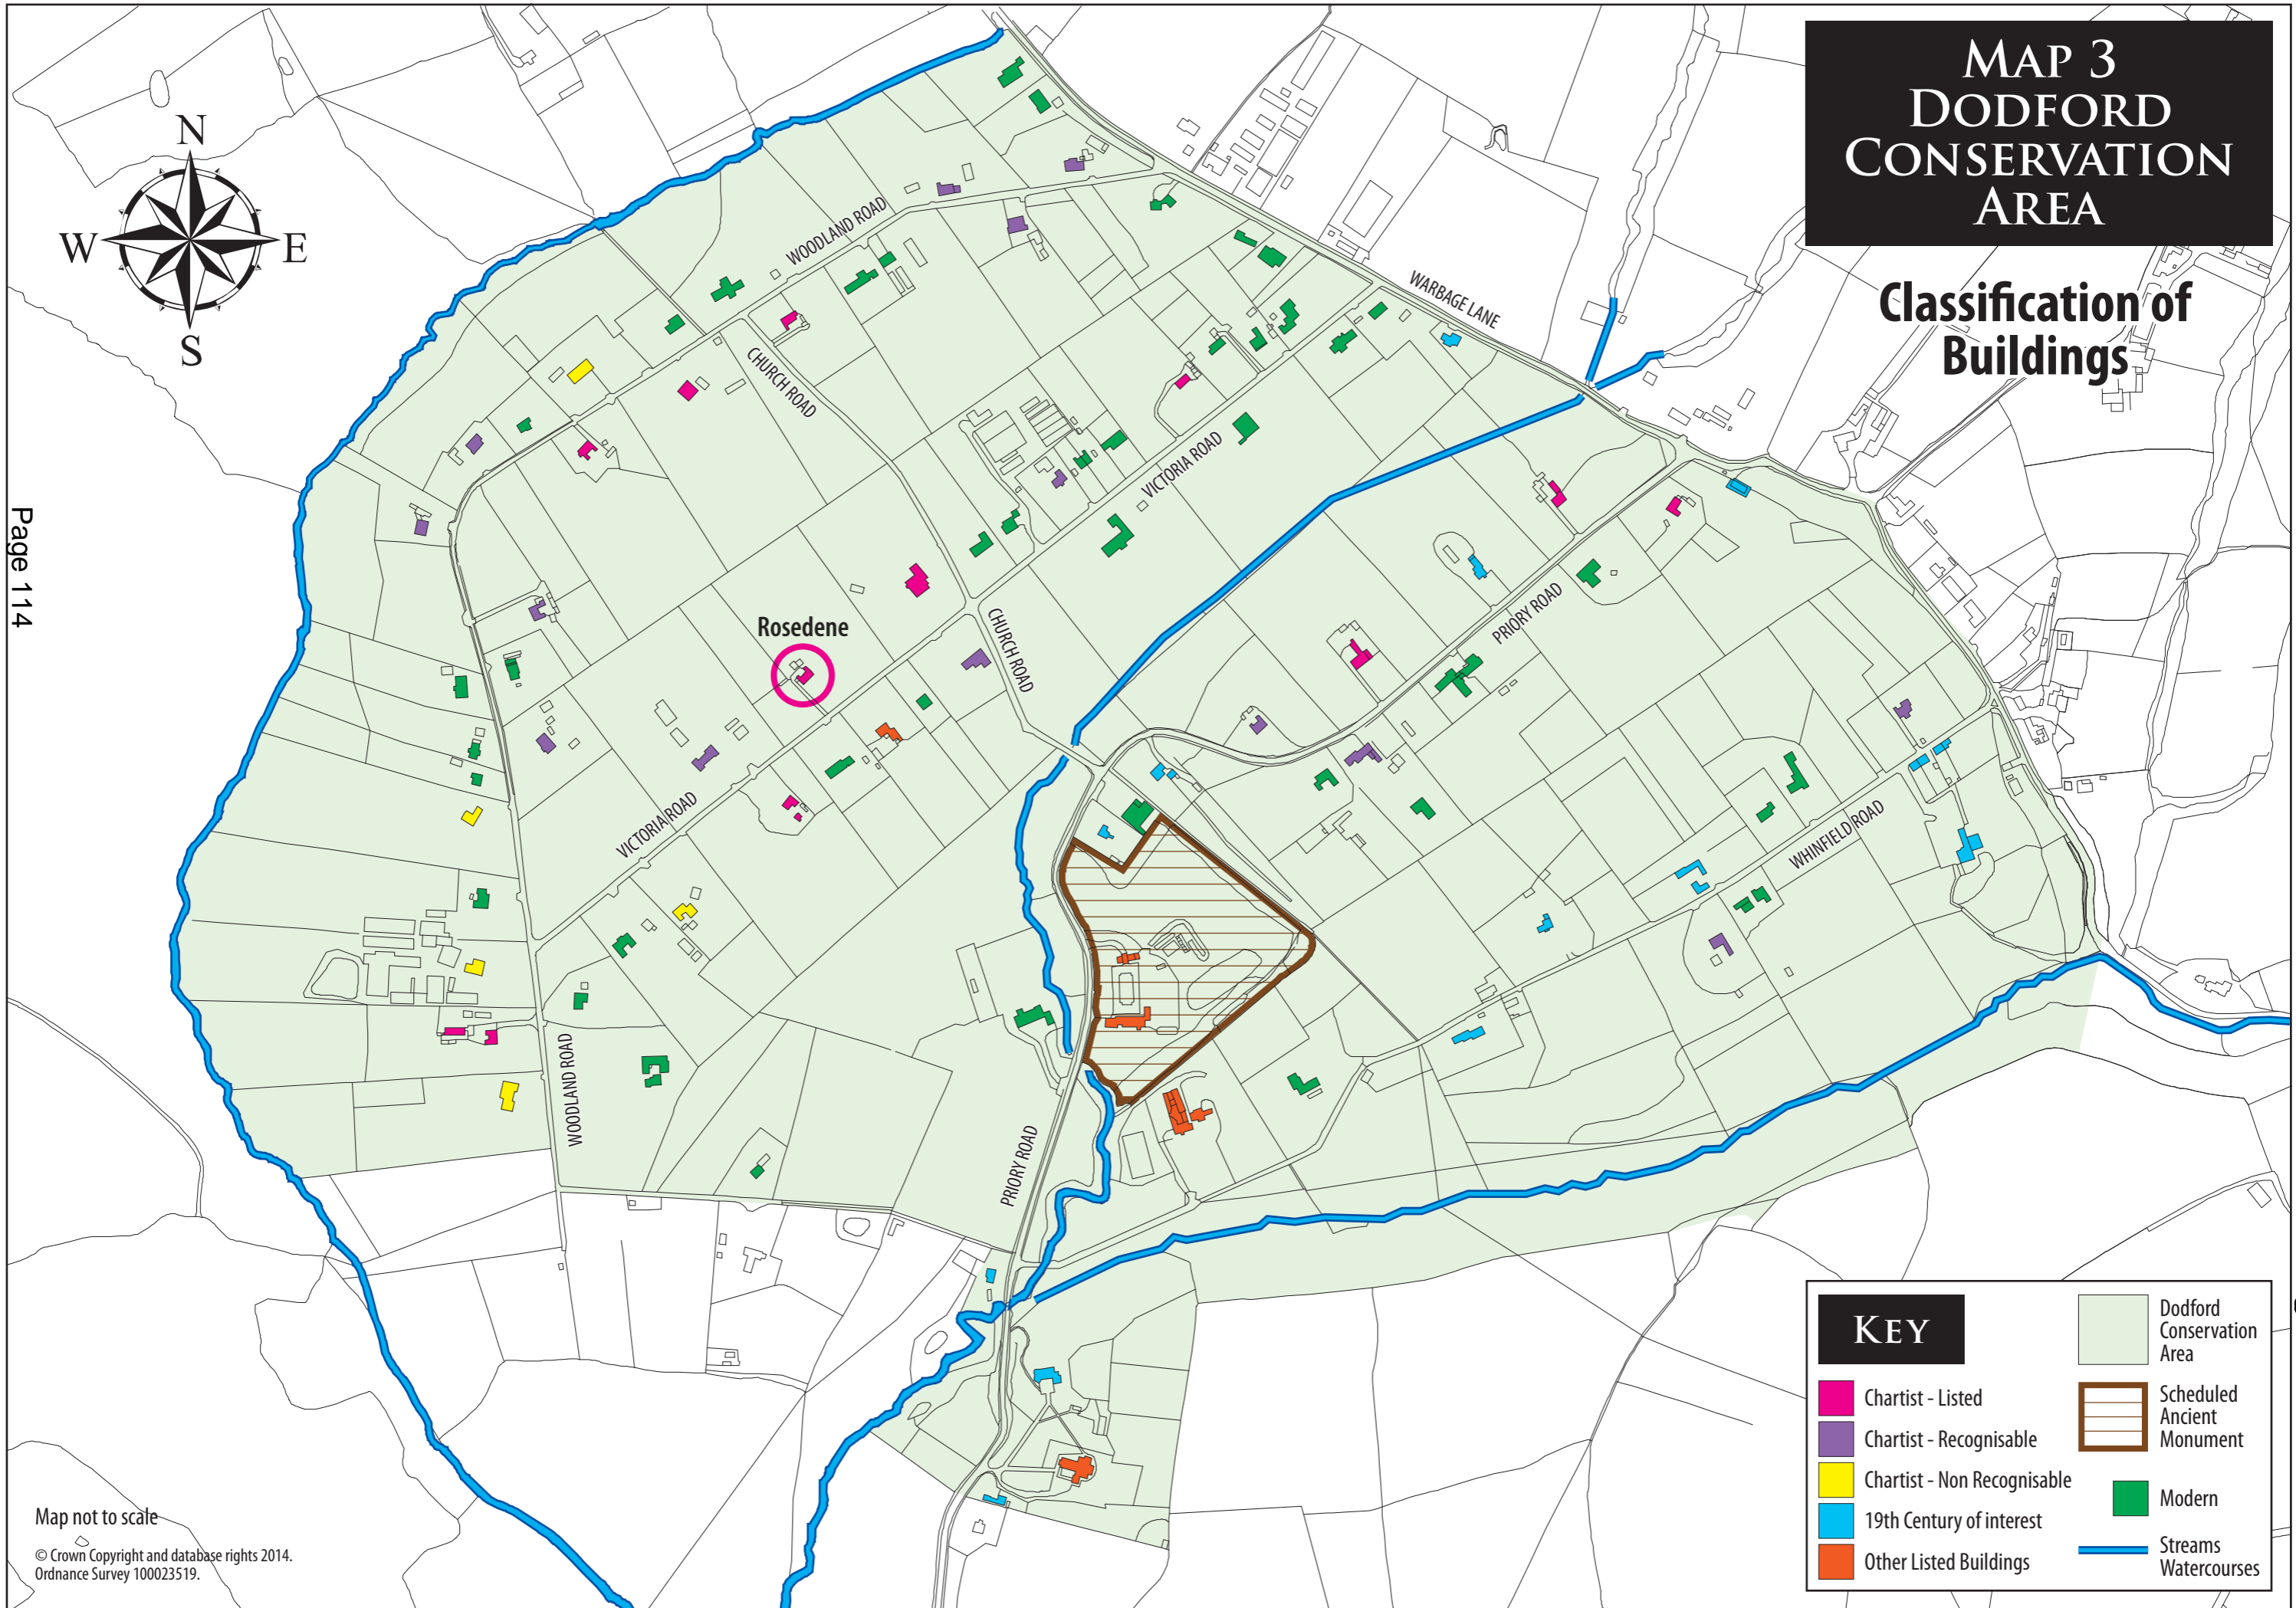 MAP 3
DODFORD
CONSERVATION
AREA
Classification of
Buildings
N
W
E
S
WOODLAND ROAD
CHURCH ROAD
WARBAGE LANE
VICTORIA ROAD
Page 114
Rosedene
CHURCH ROAD
PRIORY ROAD
VICTORIA ROAD
WHINFIELD ROAD
WOODLAND ROAD
PRIORY ROAD
KEY
Chartist - Listed
Chartist - Recognisable
Chartist - Non Recognisable
19th Century of interest
Other Listed Buildings
Dodford
Conservation
Area
Scheduled
Ancient
Monument
Modern
Streams
Watercourses
Map not to scale
© Crown Copyright and database rights 2014.
Ordnance Survey 100023519.